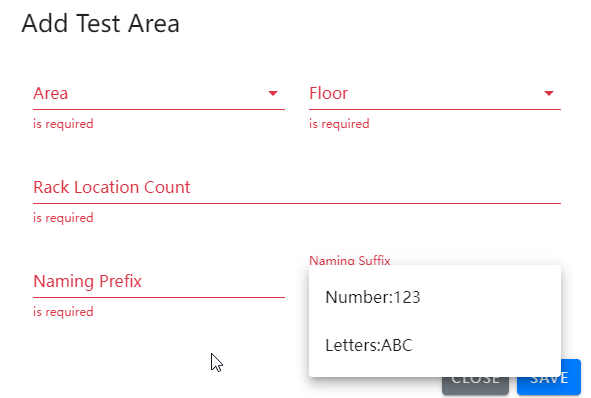 Add Test Area
Area
Floor
is required
is required
Rack Location Count
is required
Naming Suffix
Naming Prefix
Number:123
is required
Letters:ABC
CLOSE
SAVE